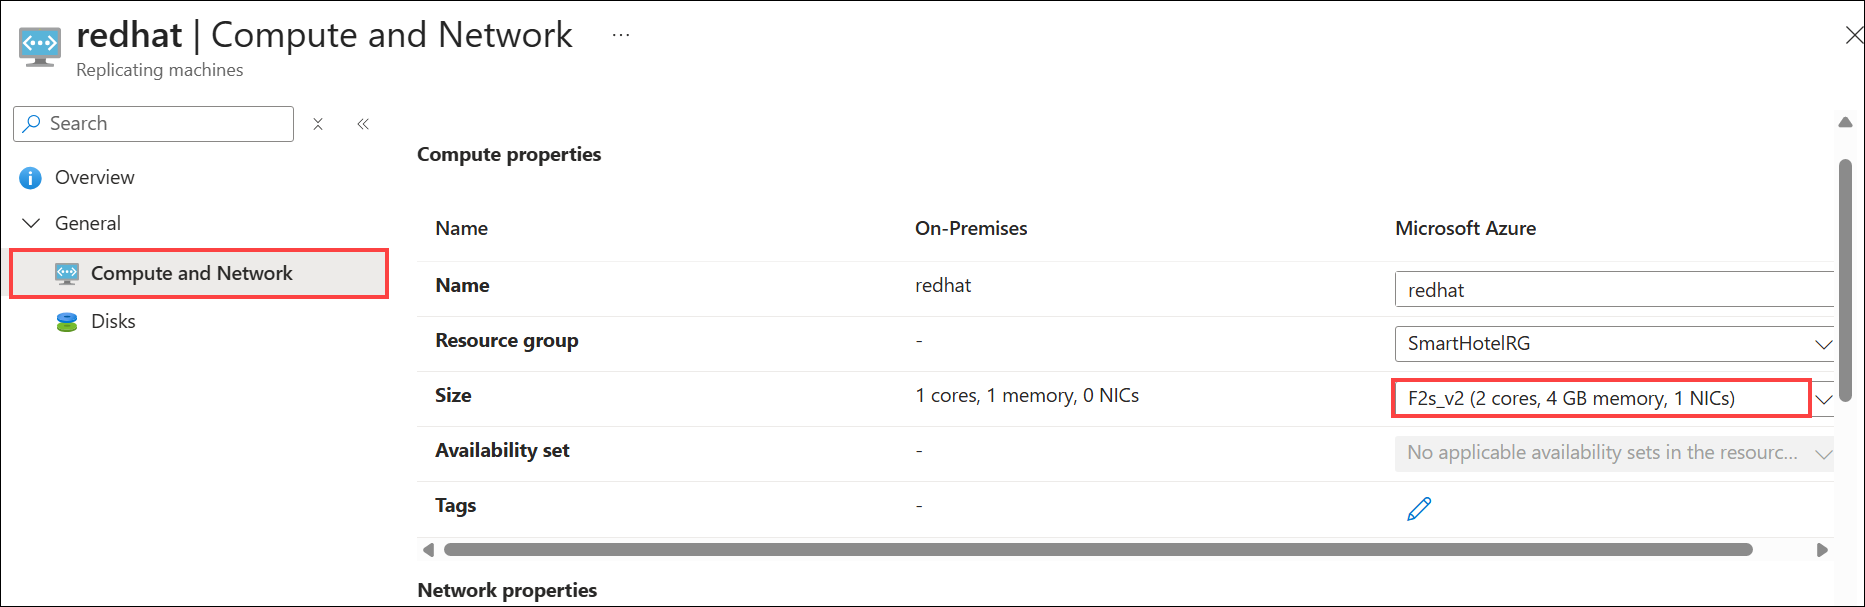 redhat | Compute and Network ...
Replicating machines
Search
Overview
General
Compute and Network
Disks
Compute properties
Name On-Premises Microsoft Azure
Name redhat redhat
Resource group - SmartHotelRG
Size 1 cores, 1 memory, 0 NICs F2s_v2 (2 cores, 4 GB memory, 1 NICs)
Availability set - No applicable availability sets in the resourc...
Tags -
Network properties